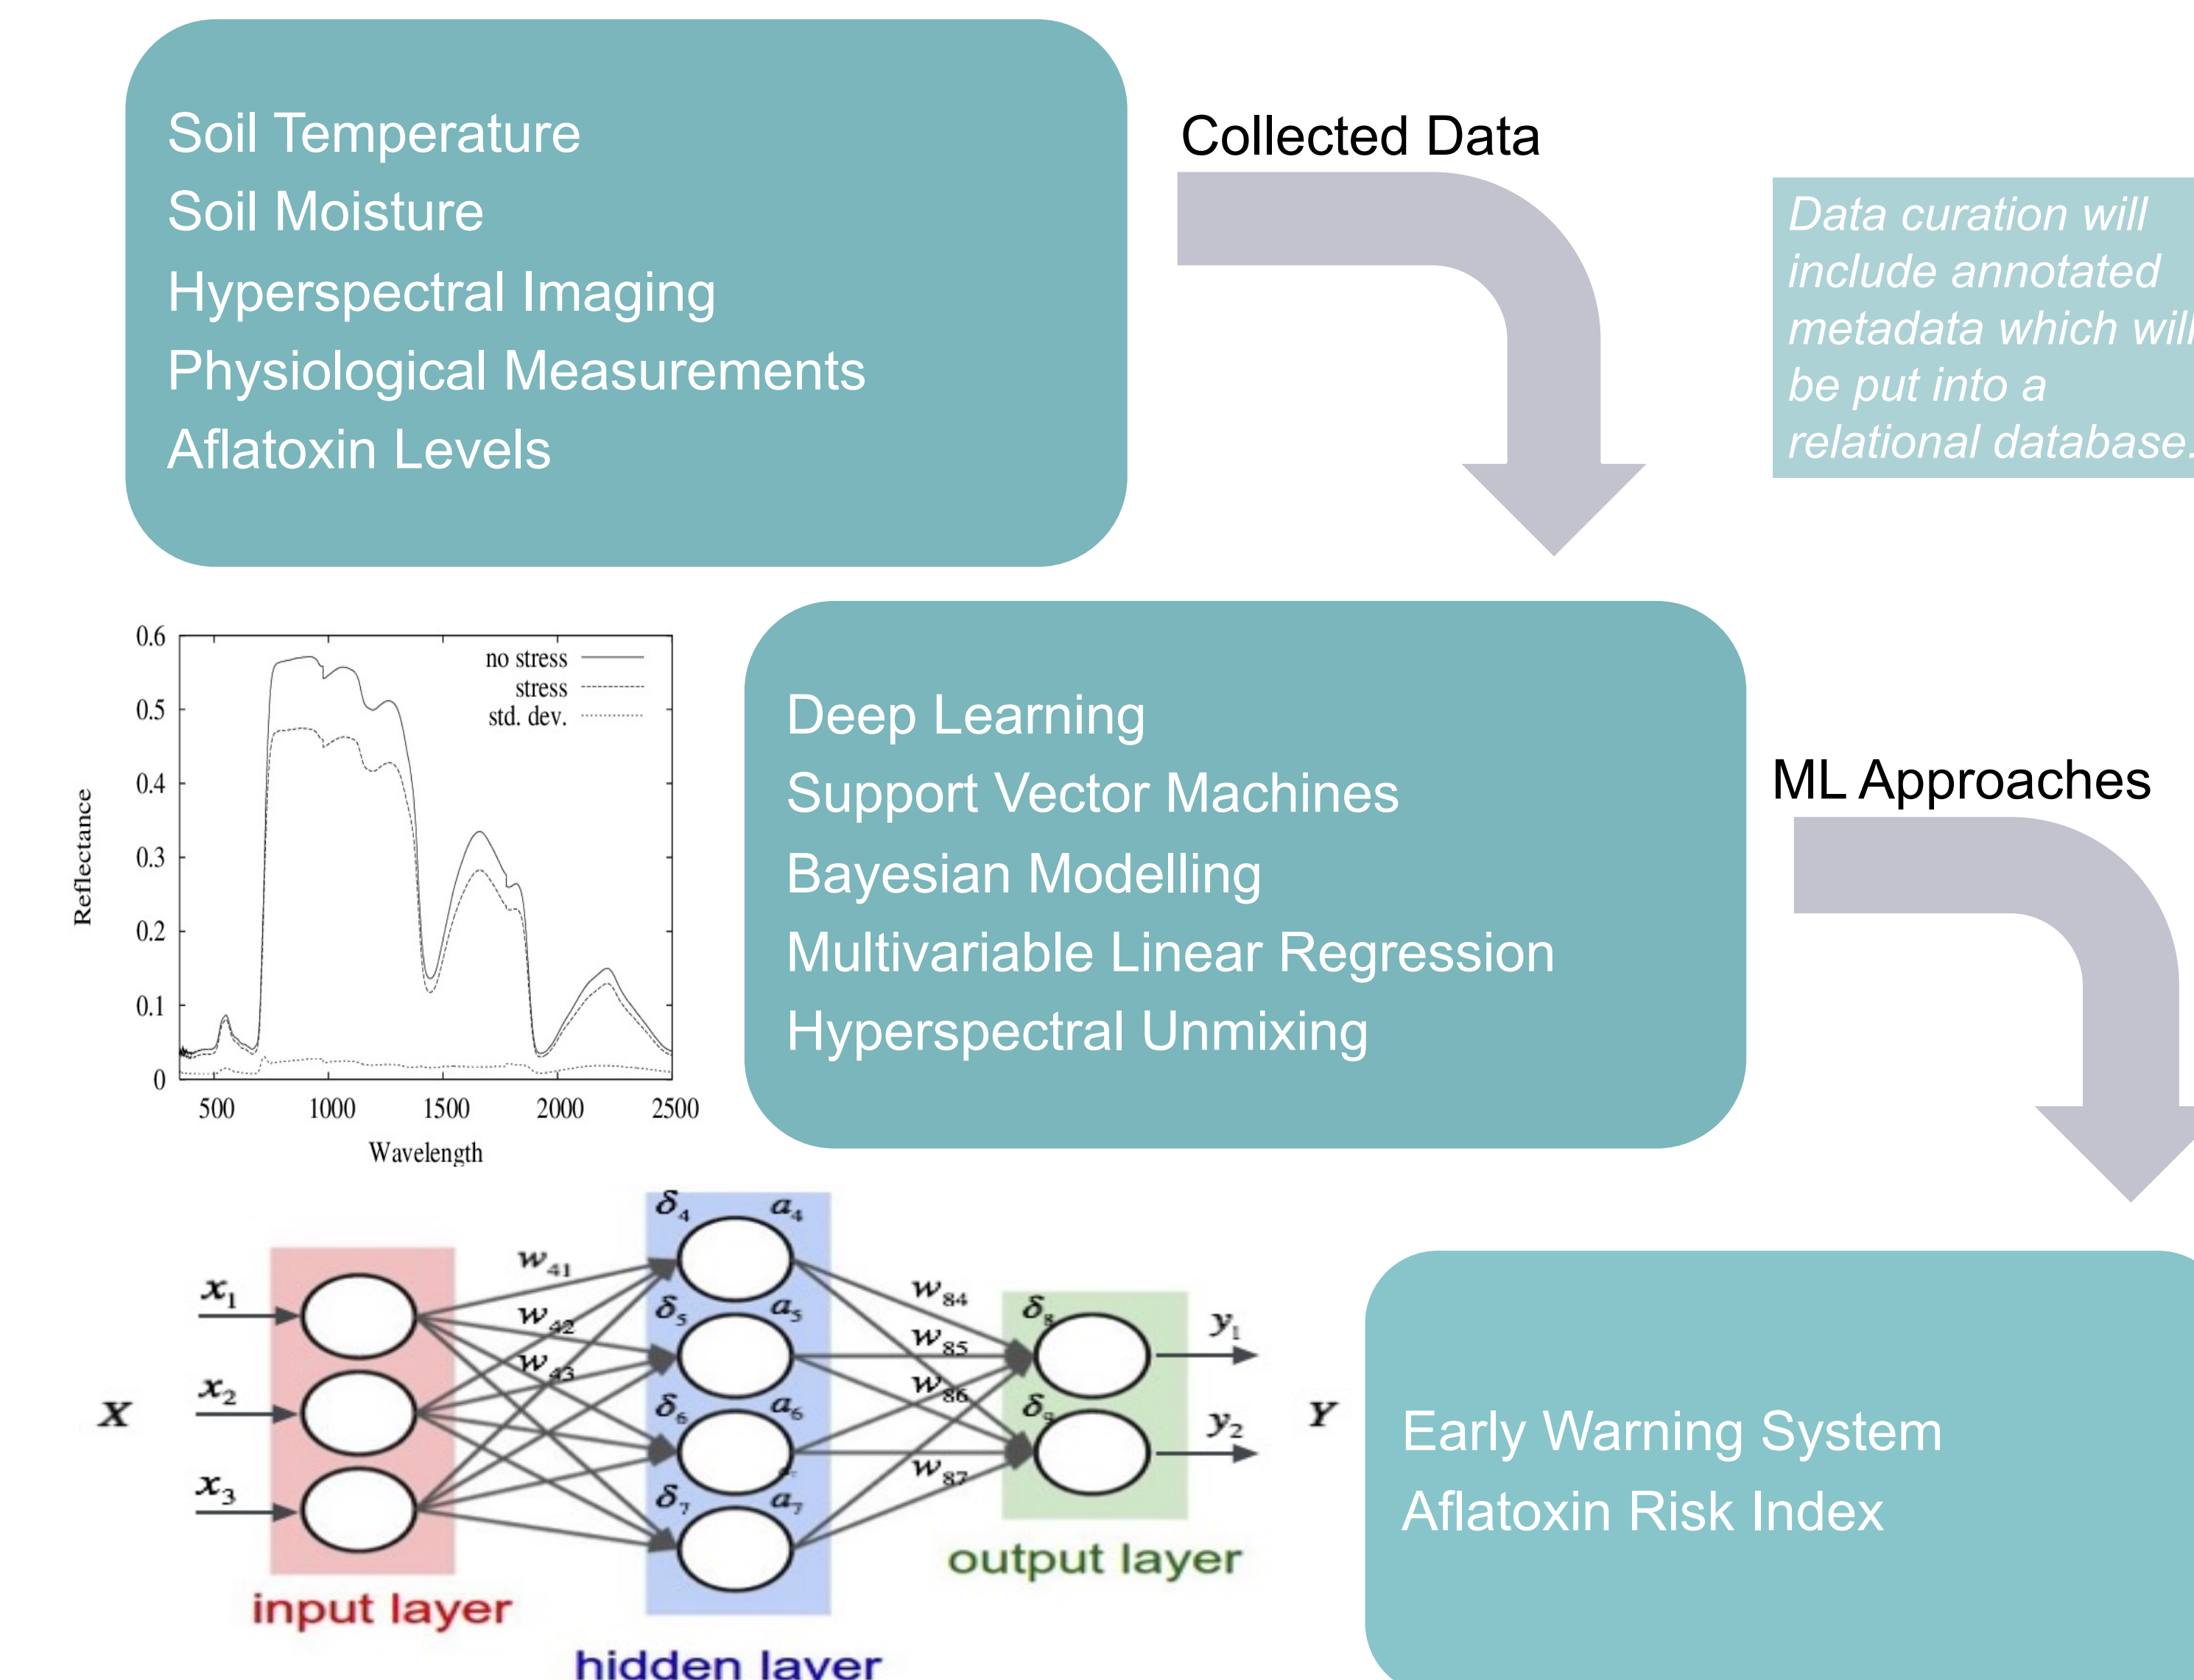 Soil Temperature
Soil Moisture
Hyperspectral Imaging
Physiological Measurements
Aflatoxin Levels
Collected Data
Data curation will
include annotated
metadata which will
be put into a
relational database.
0.6
0.5
0.4
0.3
0.2
0.1
0
Reflectance
no stress
stress
std. dev.
500 1000 1500 2000 2500
Wavelength
Deep Learning
Support Vector Machines
Bayesian Modelling
Multivariable Linear Regression
Hyperspectral Unmixing
ML Approaches
X
x₁
x₂
x₃
input layer
w₄₁
w₄₂
w₄₃
δ₄ a₄
δ₅ a₅
δ₆ a₆
δ₇ a₇
hidden layer
w₈₄
w₈₅
w₈₆
w₈₇
δ₈
δ₉
output layer
y₁
y₂
Y
Early Warning System
Aflatoxin Risk Index